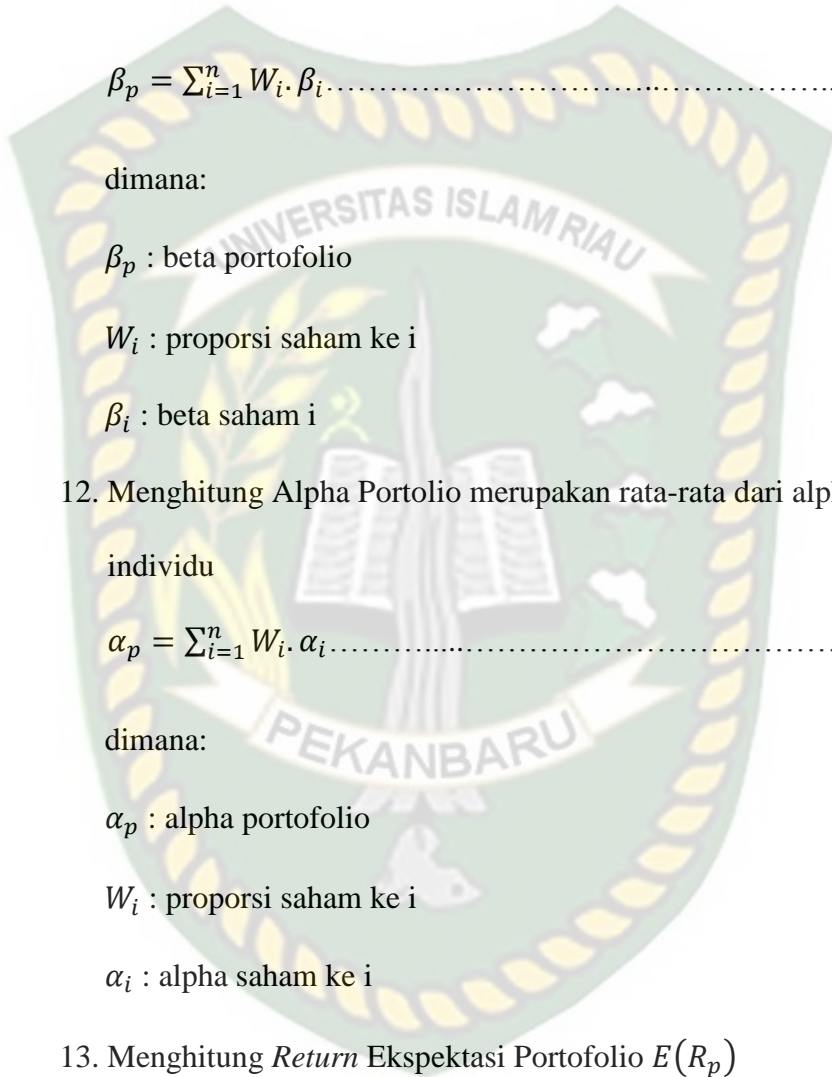 β_p = ∑_{i=1}^{n} W_i. β_i………………………………..……………..
dimana:
UNIVERSITAS ISLAM RIAU
β_p : beta portofolio
W_i : proporsi saham ke i
β_i : beta saham i
12. Menghitung Alpha Portolio merupakan rata-rata dari
individu
α_p = ∑_{i=1}^{n} W_i. α_i………......………………………………
dimana:
PEKANBARU
α_p : alpha portofolio
W_i : proporsi saham ke i
α_i : alpha saham ke i
13. Menghitung Return Ekspektasi Portofolio E(R_p)